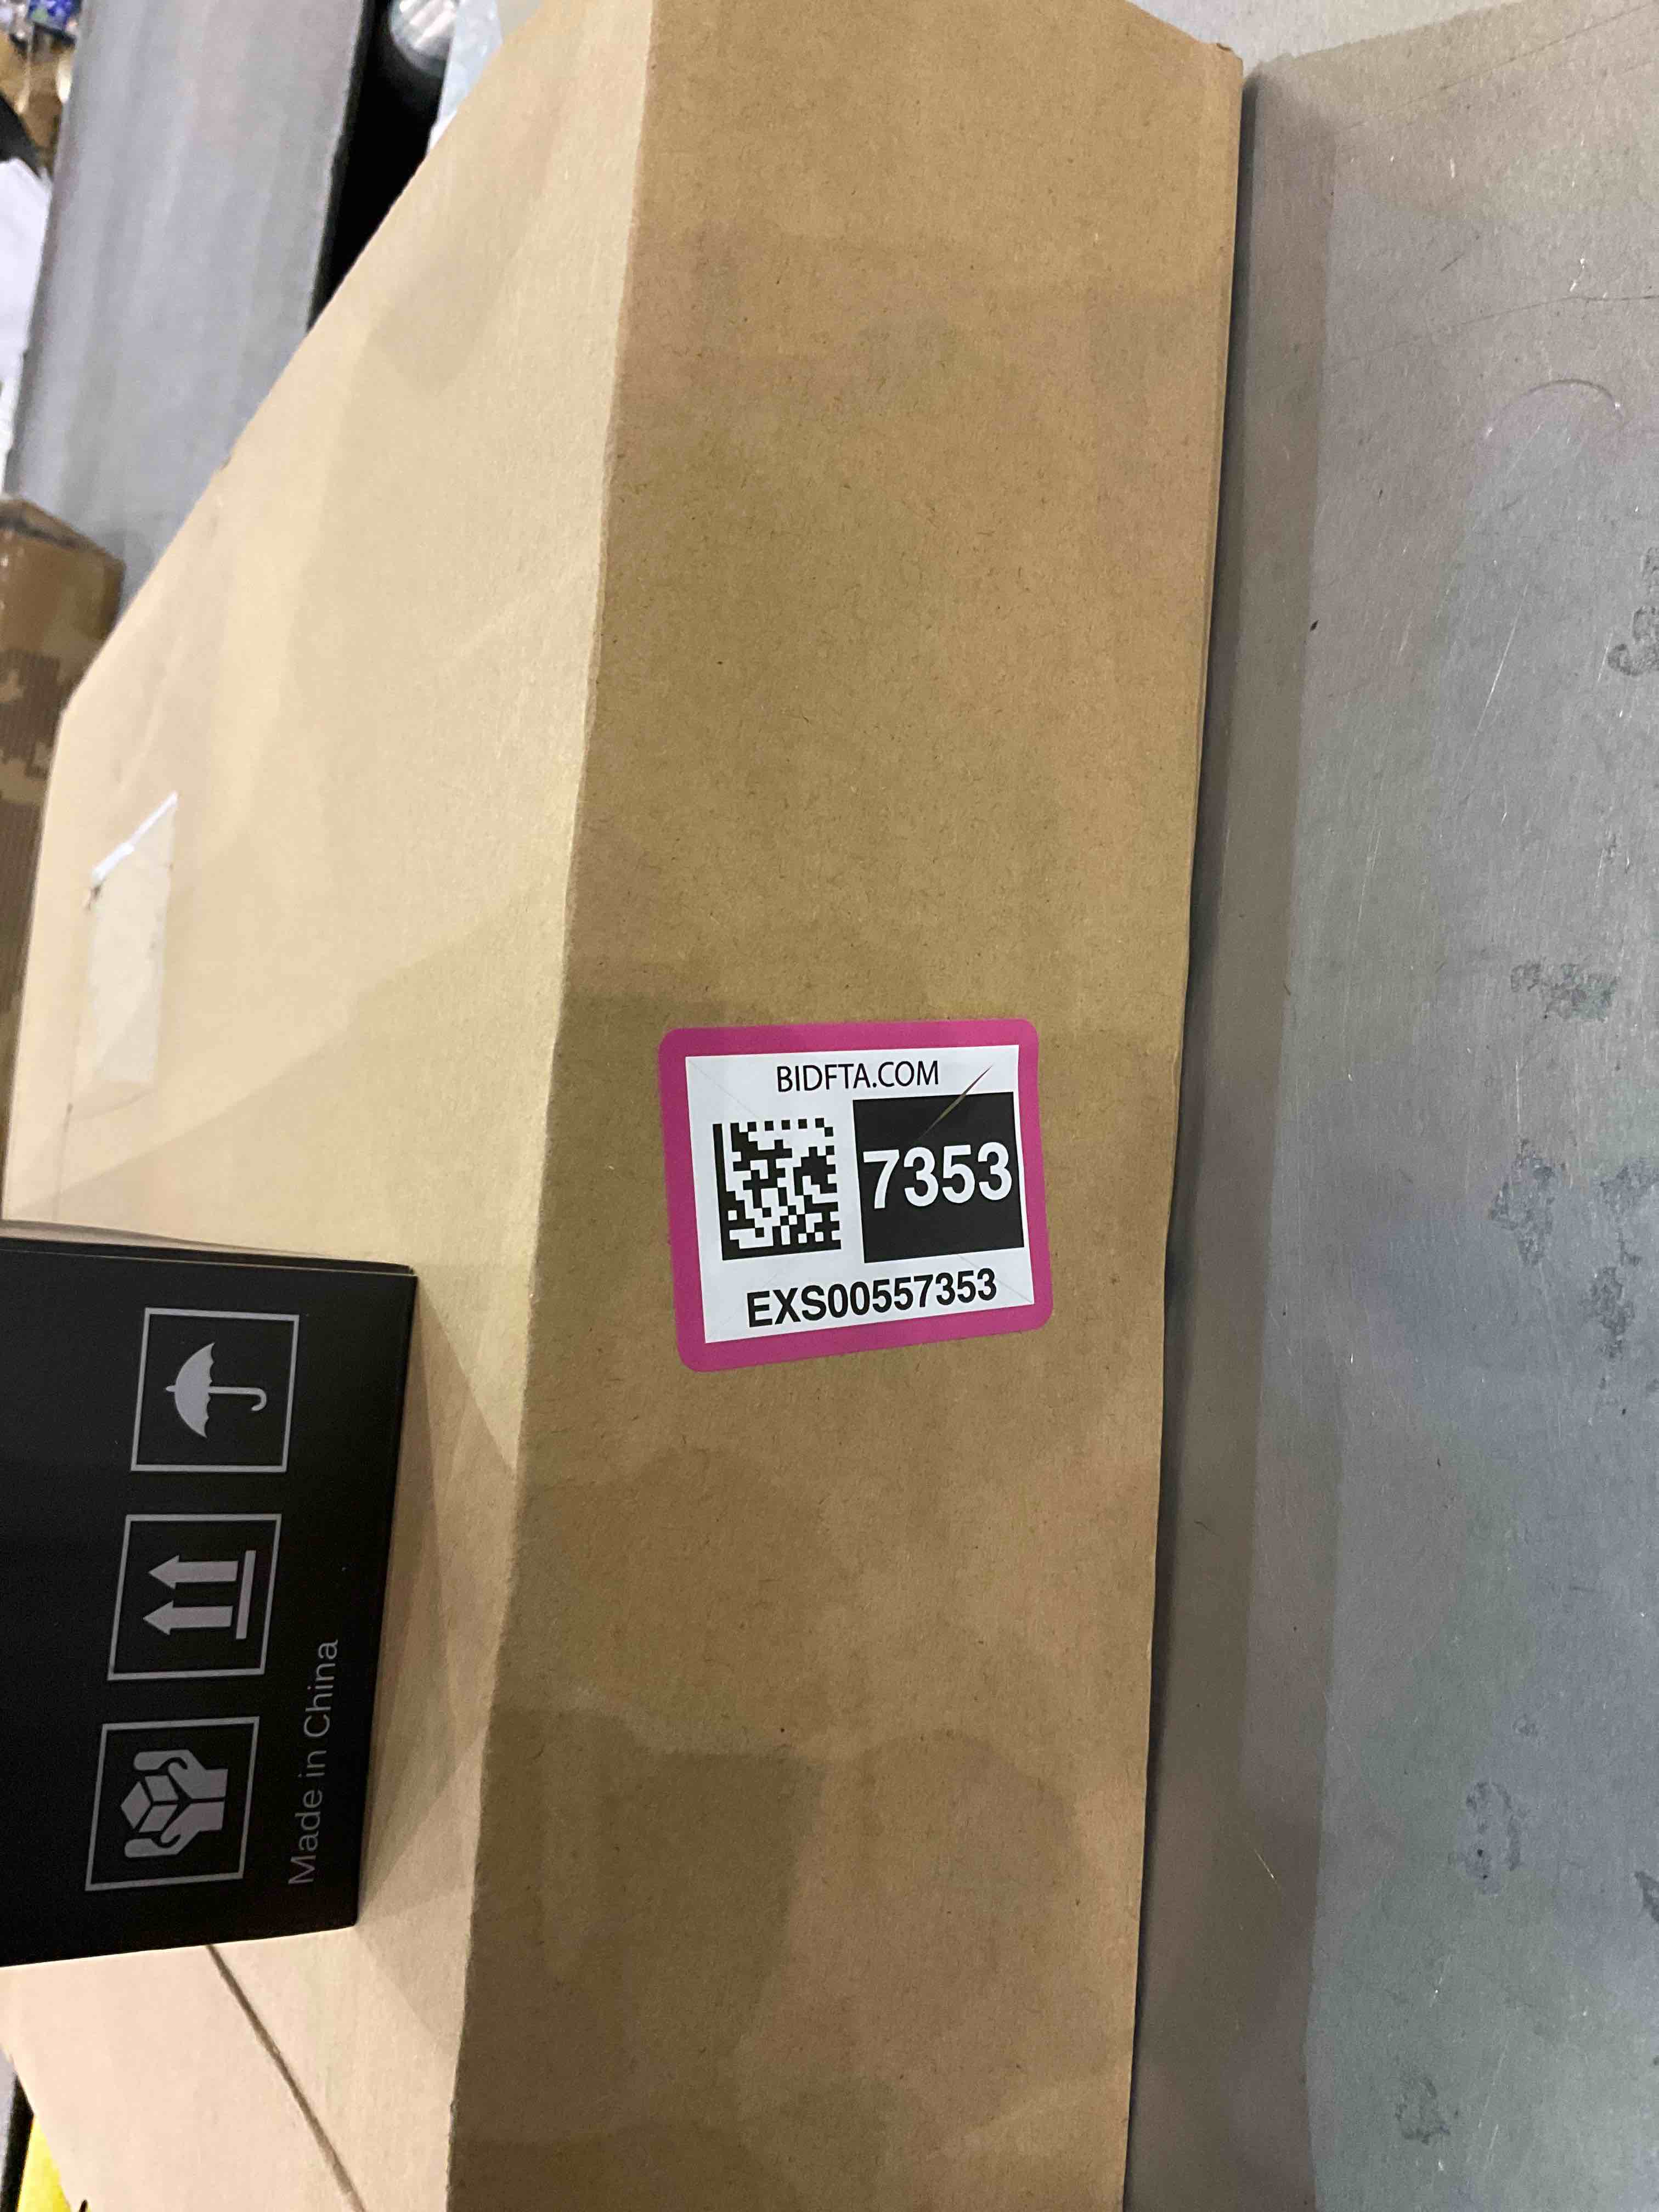 BIDFTA.COM
7353
EXS00557353
Made in China